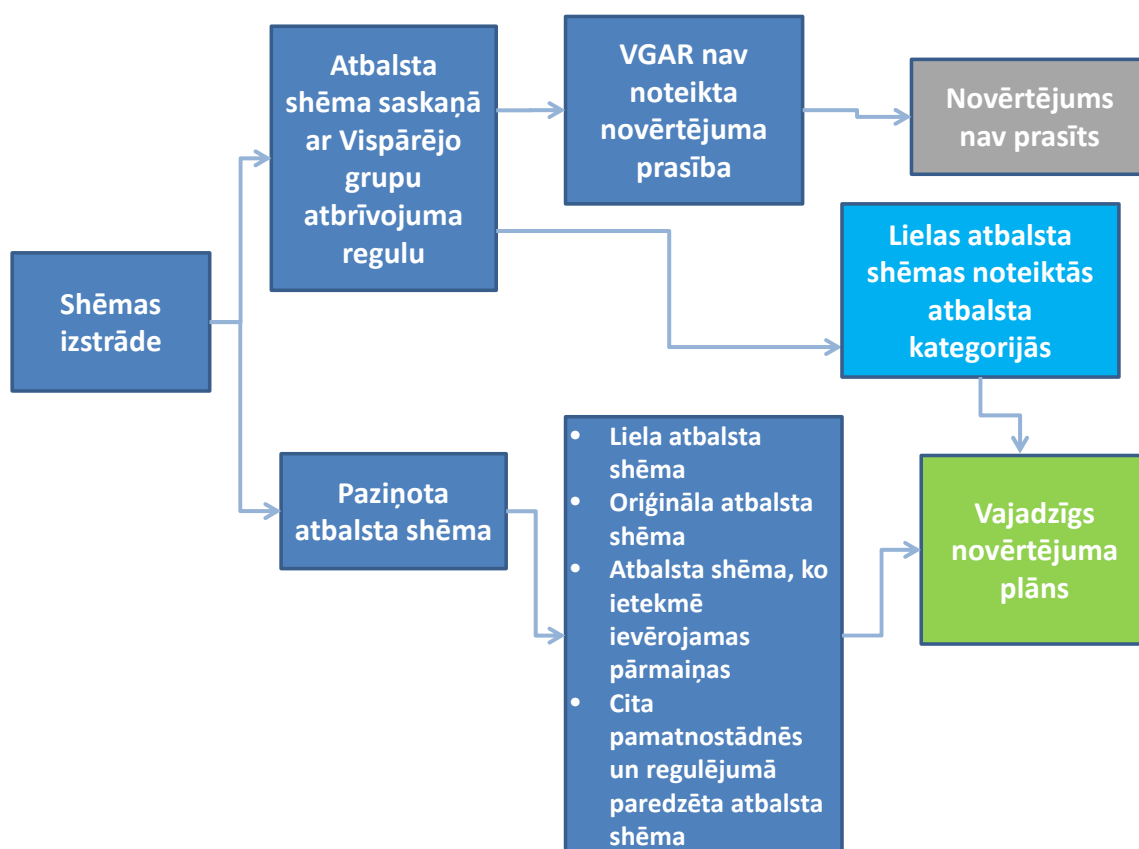 Shēmas
izstrāde
Atbalsta
shēma saskaņā
ar Vispārējo
grupu
atbrīvojuma
regulu
VGAR nav
noteikta
novērtējuma
prasība
Novērtējums
nav prasīts
Lielas atbalsta
shēmas noteiktās
atbalsta
kategorijās
Paziņota
atbalsta shēma
• Liela atbalsta
shēma
• Oriģināla atbalsta
shēma
• Atbalsta shēma, ko
ietekmē
ievērojamas
pārmaiņas
• Cita
pamatnostādnēs
un regulējumā
paredzēta atbalsta
shēma
Vajadzīgs
novērtējuma
plāns